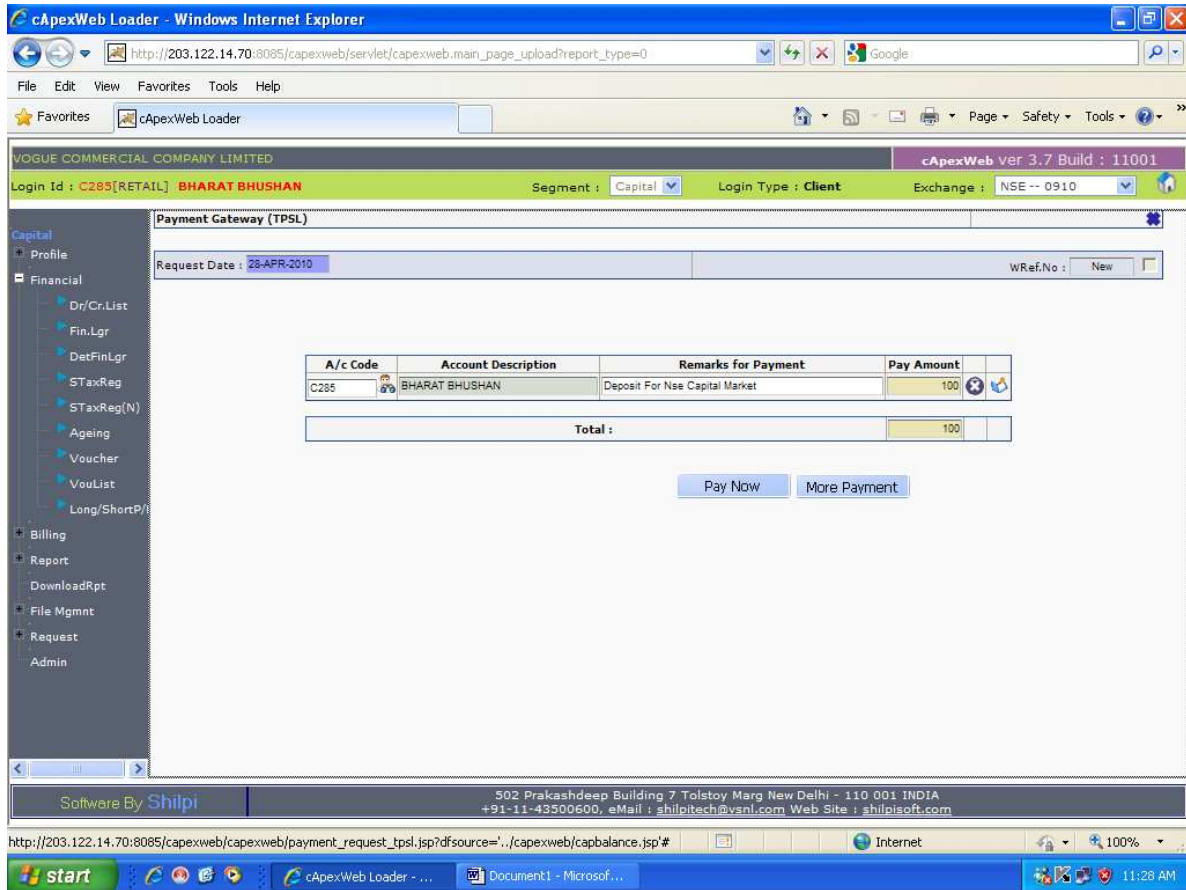 cApexWeb Loader - Windows Internet Explorer
http://203.122.14.70:8085/capexweb/servlet/capexweb.main_page_upload?report_type=0
Google
File Edit View Favorites Tools Help
Favorites cApexWeb Loader Page Safety Tools
VOGUE COMMERCIAL COMPANY LIMITED cApexWeb ver 3.7 Build : 11001
Login Id : C285[RETAIL] BHARAT BHUSHAN Segment : Capital Login Type : Client Exchange : NSE -- 0910
Payment Gateway (TPSL)
Request Date : 28-APR-2010 WRef.No : New
Capital
Profile
Financial
Dr/Cr.List
Fin.Lgr
DetFinLgr
STaxReg
STaxReg(N)
Ageing
Voucher
VouList
Long/ShortP/
Billing
Report
DownloadRpt
File Mgmnt
Request
Admin
A/c Code Account Description Remarks for Payment Pay Amount
C285 BHARAT BHUSHAN Deposit For Nse Capital Market 100
Total : 100
Pay Now More Payment
Software By Shilpi
502 Prakashdeep Building 7 Tolstoy Marg New Delhi - 110 001 INDIA
+91-11-43500600, eMail : shilpitech@vsnl.com Web Site : shilpisoft.com
http://203.122.14.70:8085/capexweb/capexweb/payment_request_tpsl.jsp?dfsource='../capexweb/capbalance.jsp'# Internet 100%
start cApexWeb Loader - ... Document1 - Microsof... 11:28 AM